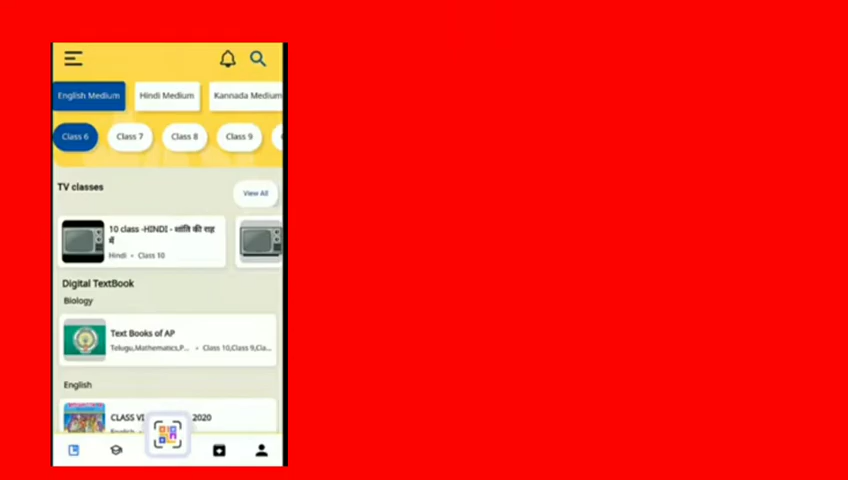 English Medium
Hindi Medium
Kannada Medium
Class 6
Class 7
Class 8
Class 9
TV classes
View All
10 class -HINDI - शांति की राह
में
Hindi • Class 10
Digital TextBook
Biology
Text Books of AP
Telugu,Mathematics,P... • Class 10,Class 9,Cla...
English
CLASS VI
2020
English